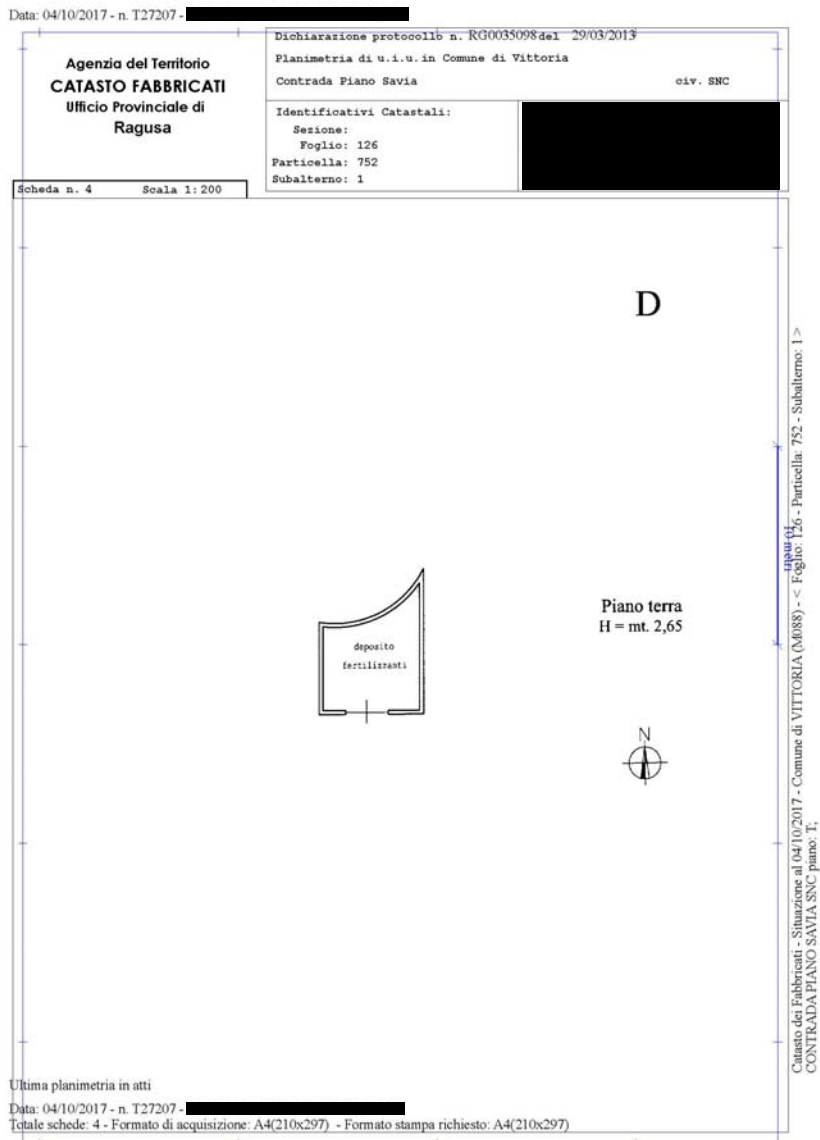 Data: 04/10/2017 - n. T27207 -
Agenzia del Territorio
CATASTO FABBRICATI
Ufficio Provinciale di
Ragusa
Scheda n. 4 Scala 1:200
Dichiarazione protocollo n. RG0035098 del 29/03/2013
Planimetria di u.i.u. in Comune di Vittoria
Contrada Piano Savia civ. SNC
Identificativi Catastali:
Sezione:
Foglio: 126
Particella: 752
Subalterno: 1
D
10 metri
Piano terra
H = mt. 2,65
deposito
fertilizzanti
N
Catasto dei Fabbricati - Situazione al 04/10/2017 - Comune di VITTORIA (M088) - < Foglio: 126 - Particella: 752 - Subalterno: 1 >
CONTRADA PIANO SAVIA SNC piano: T;
Ultima planimetria in atti
Data: 04/10/2017 - n. T27207 -
Totale schede: 4 - Formato di acquisizione: A4(210x297) - Formato stampa richiesto: A4(210x297)